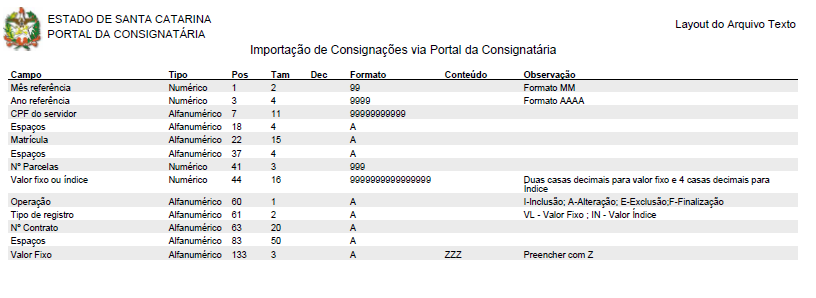 ESTADO DE SANTA CATARINA
PORTAL DA CONSIGNATÁRIA
Layout do Arquivo Texto
Importação de Consignações via Portal da Consignatária
Campo Tipo Pos Tam Dec Formato Conteúdo Observação
Mês referência Numérico 1 2 99 Formato MM
Ano referência Numérico 3 4 9999 Formato AAAA
CPF do servidor Alfanumérico 7 11 99999999999
Espaços Alfanumérico 18 4 A
Matrícula Alfanumérico 22 15 A
Espaços Alfanumérico 37 4 A
Nº Parcelas Numérico 41 3 999
Valor fixo ou índice Numérico 44 16 9999999999999999 Duas casas decimais para valor fixo e 4 casas decimais para
Índice
Operação Alfanumérico 60 1 A I-Inclusão; A-Alteração; E-Exclusão;F-Finalização
Tipo de registro Alfanumérico 61 2 A VL - Valor Fixo ; IN - Valor Índice
Nº Contrato Alfanumérico 63 20 A
Espaços Alfanumérico 83 50 A
Valor Fixo Alfanumérico 133 3 A ZZZ Preencher com Z